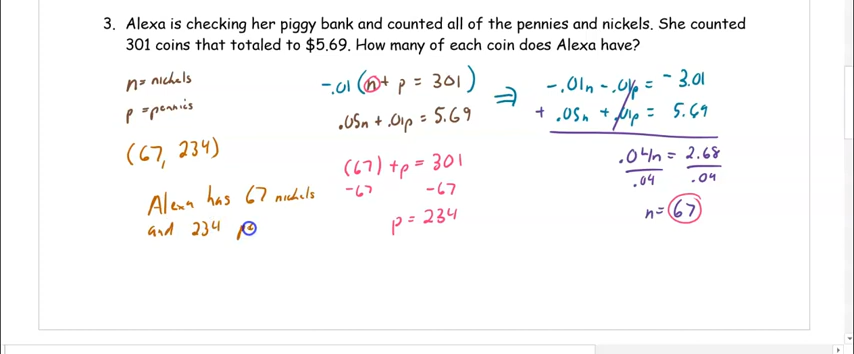 3. Alexa is checking her piggy bank and counted all of the pennies and nickels. She counted
301 coins that totaled to $5.69. How many of each coin does Alexa have?
n= nickels
p =pennies
(67, 234)
Alexa has 67 nickels
and 234 p
-.01(n+ p = 301)
.05n + .01p = 5.69
(67) +p = 301
-67 -67
p = 234
⇒
-.01n - .01p = -3.01
+ .05n + .01p = 5.69
.04n = 2.68
.04 .04
n= 67